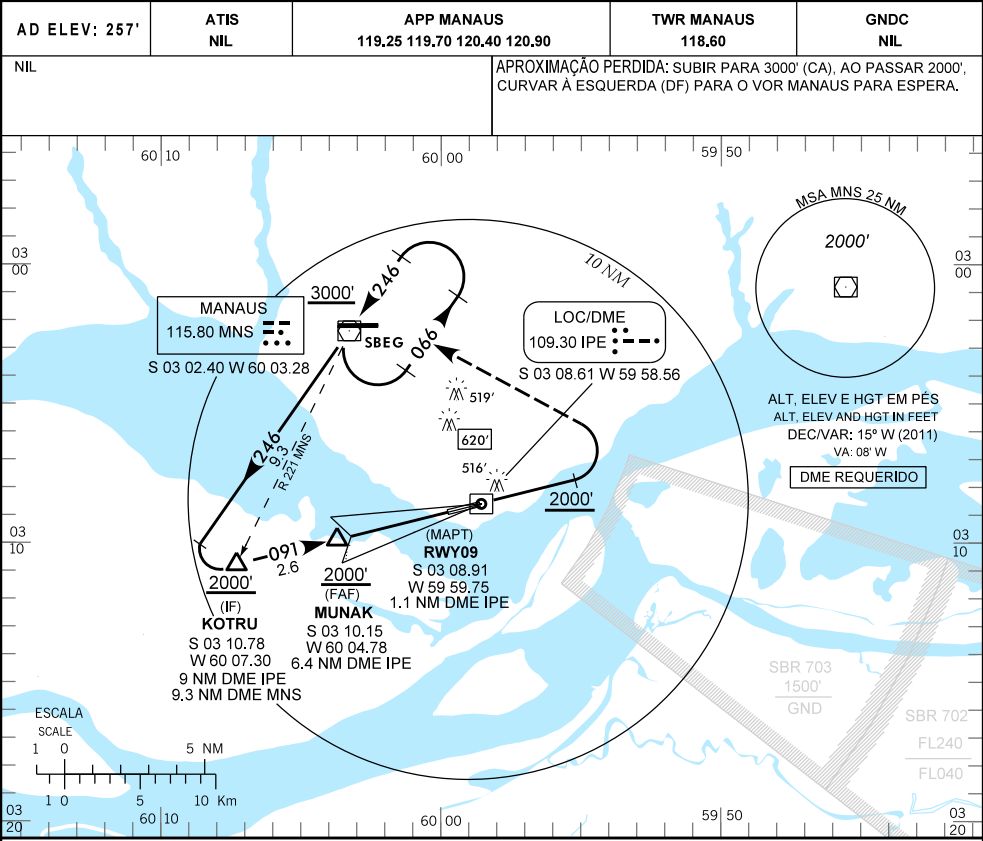 AD ELEV: 257'
ATIS
NIL
APP MANAUS
119.25 119.70 120.40 120.90
TWR MANAUS
118.60
GNDC
NIL
NIL
APROXIMAÇÃO PERDIDA: SUBIR PARA 3000' (CA), AO PASSAR 2000',
CURVAR À ESQUERDA (DF) PARA O VOR MANAUS PARA ESPERA.
60 10
60 00
59 50
MSA MNS 25 NM
2000'
03
00
03
00
10 NM
246
3000'
MANAUS
115.80 MNS
S 03 02.40 W 60 03.28
SBEG
066
LOC/DME
109.30 IPE
S 03 08.61 W 59 58.56
519'
620'
516'
ALT, ELEV E HGT EM PÉS
ALT, ELEV AND HGT IN FEET
DEC/VAR: 15º W (2011)
VA: 08' W
DME REQUERIDO
246
9.3
R 221 MNS
2000'
03
10
03
10
091
2.6
(MAPT)
RWY09
S 03 08.91
W 59 59.75
1.1 NM DME IPE
2000'
(FAF)
MUNAK
S 03 10.15
W 60 04.78
6.4 NM DME IPE
2000'
(IF)
KOTRU
S 03 10.78
W 60 07.30
9 NM DME IPE
9.3 NM DME MNS
SBR 703
1500'
GND
SBR 702
FL240
FL040
ESCALA
SCALE
1 0 5 NM
1 0 5 10 Km
03
20
60 10
60 00
59 50
03
20